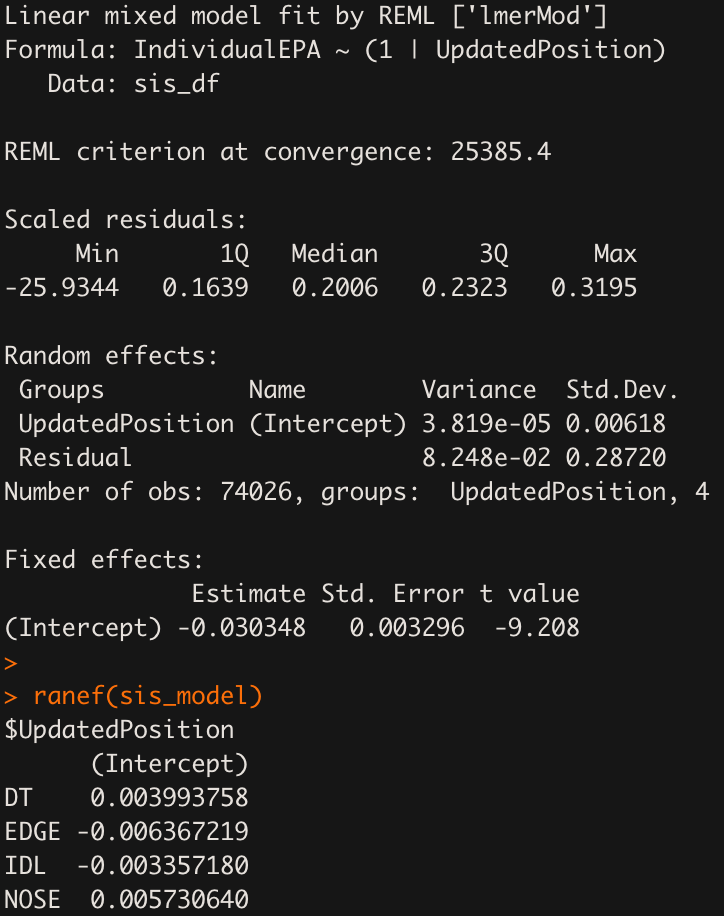 Linear mixed model fit by REML ['lmerMod']
Formula: IndividualEPA ~ (1 | UpdatedPosition)
   Data: sis_df

REML criterion at convergence: 25385.4

Scaled residuals:
     Min       1Q   Median       3Q      Max
-25.9344   0.1639   0.2006   0.2323   0.3195

Random effects:
 Groups          Name        Variance  Std.Dev.
 UpdatedPosition (Intercept) 3.819e-05 0.00618
 Residual                    8.248e-02 0.28720
Number of obs: 74026, groups:  UpdatedPosition, 4

Fixed effects:
             Estimate Std. Error t value
(Intercept) -0.030348   0.003296  -9.208
>
> ranef(sis_model)
$UpdatedPosition
      (Intercept)
DT    0.003993758
EDGE -0.006367219
IDL  -0.003357180
NOSE  0.005730640